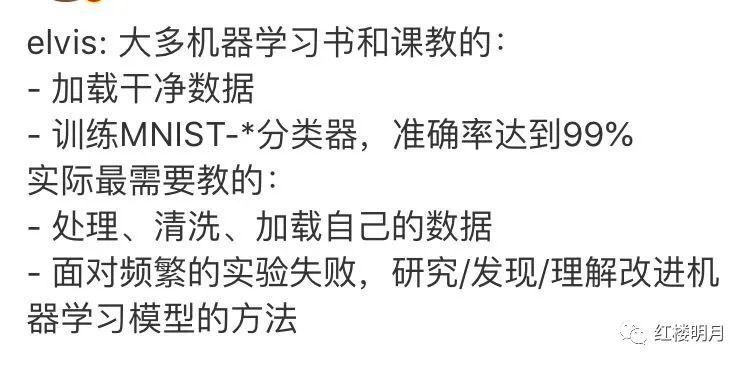 elvis: 大多机器学习书和课教的：
- 加载干净数据
- 训练MNIST-*分类器，准确率达到99%
实际最需要教的：
- 处理、清洗、加载自己的数据
- 面对频繁的实验失败，研究/发现/理解改进机
器学习模型的方法
红楼明月